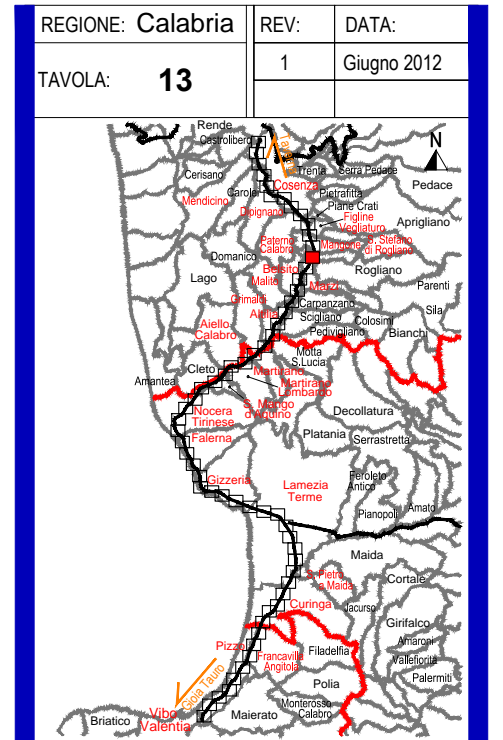 REGIONE: Calabria
REV:
DATA:
TAVOLA: 13
1
Giugno 2012
Rende
Castrolibero
N
Trenta
Serra Pedace
Cerisano
Cosenza
Pedace
Carolei
Pietrafitta
Mendicino
Dipignano
Piane Crati
Figline
Vegliaturo
Aprigliano
Paterno
Calabro
Mangone
S. Stefano
di Rogliano
Domanico
Belsito
Rogliano
Lago
Malito
Marzi
Parenti
Grimaldi
Carpanzano
Sila
Altilia
Scigliano
Colosimi
Aiello
Calabro
Pedivigliano
Bianchi
Motta
S.Lucia
Cleto
Martirano
Amantea
Martirano
Lombardo
S. Mango
d'Aquino
Nocera
Tirinese
Decollatura
Falerna
Platania
Serrastretta
Gizzeria
Lamezia
Terme
Feroleto
Antico
Pianopoli
Amato
Maida
S. Pietro
a Maida
Cortale
Curinga
Jacurso
Girifalco
Pizzo
Filadelfia
Amaroni
Francavilla
Angitola
Vallefiorita
Gioia Tauro
Polia
Palermiti
Vibo
Valentia
Monterosso
Calabro
Briatico
Maierato